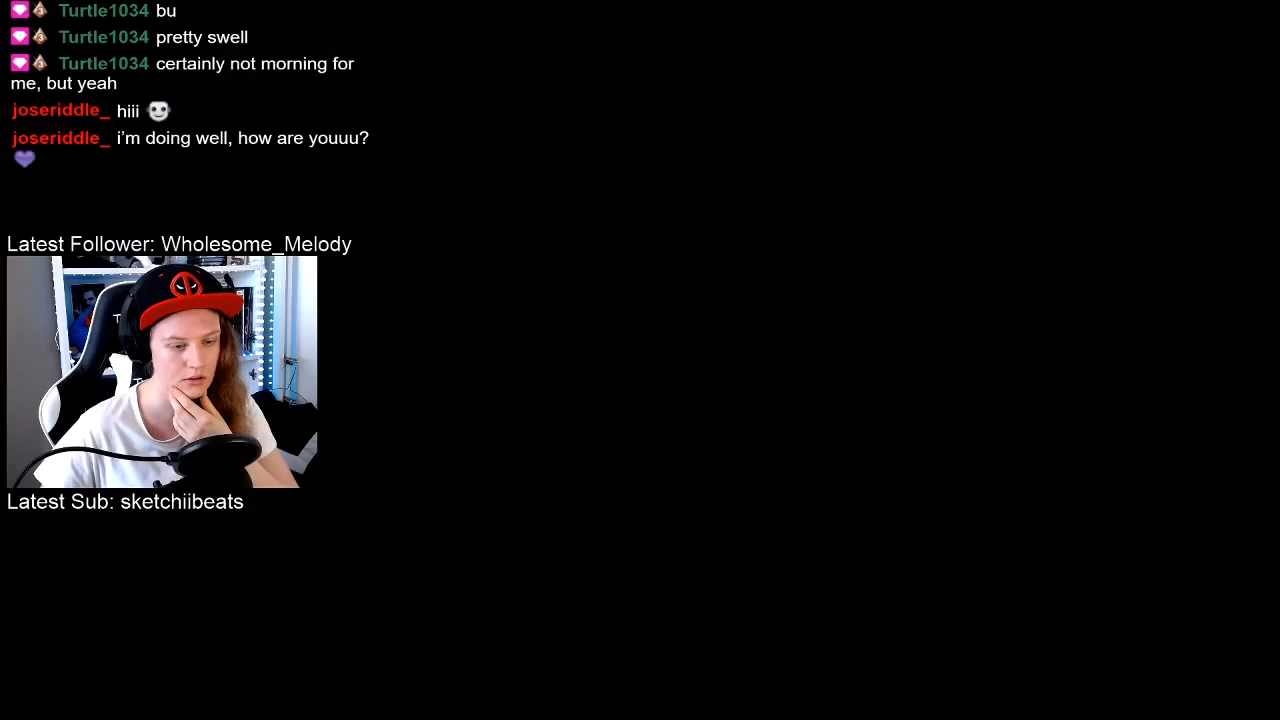 Turtle1034 bu
Turtle1034 pretty swell
Turtle1034 certainly not morning for
me, but yeah
joseriddle_ hiii
joseriddle_ i’m doing well, how are youuu?
Latest Follower: Wholesome_Melody
Latest Sub: sketchiibeats